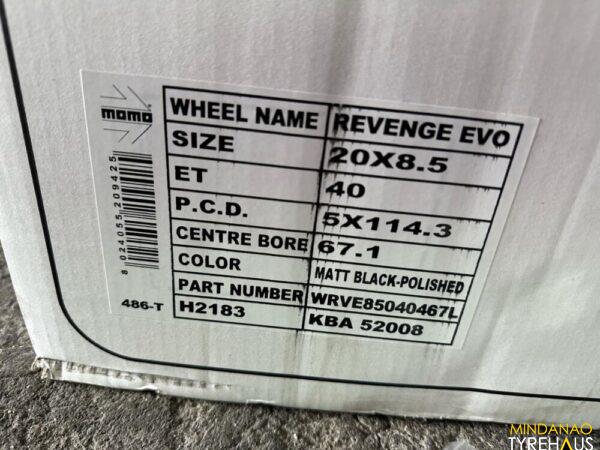 momo
8 024055 209425
486-T
WHEEL NAME REVENGE EVO
SIZE 20X8.5
ET 40
P.C.D. 5X114.3
CENTRE BORE 67.1
COLOR MATT BLACK-POLISHED
PART NUMBER WRVE85040467L
H2183 KBA 52008
MINDANAO
TYREHAUS